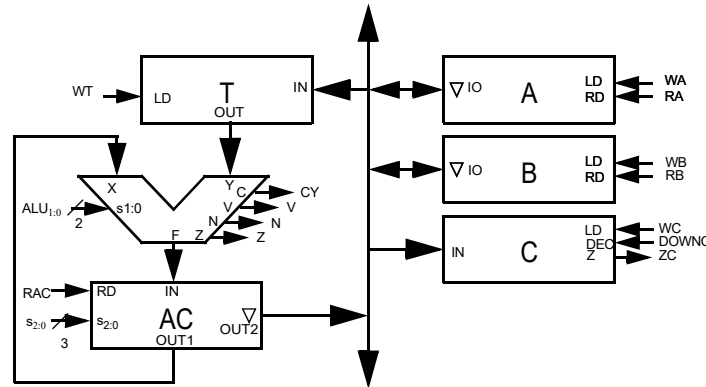 WT
LD
T
IN
OUT
IO
A
LD
RD
WA
RA
IO
B
LD
RD
WB
RB
X
Y
ALU1:0
2
s1:0
C
V
N
Z
F
CY
V
N
Z
IN
C
LD
DEC
Z
WC
DOWNC
ZC
RAC
RD
IN
s2:0
3
s2:0
AC
OUT1
OUT2